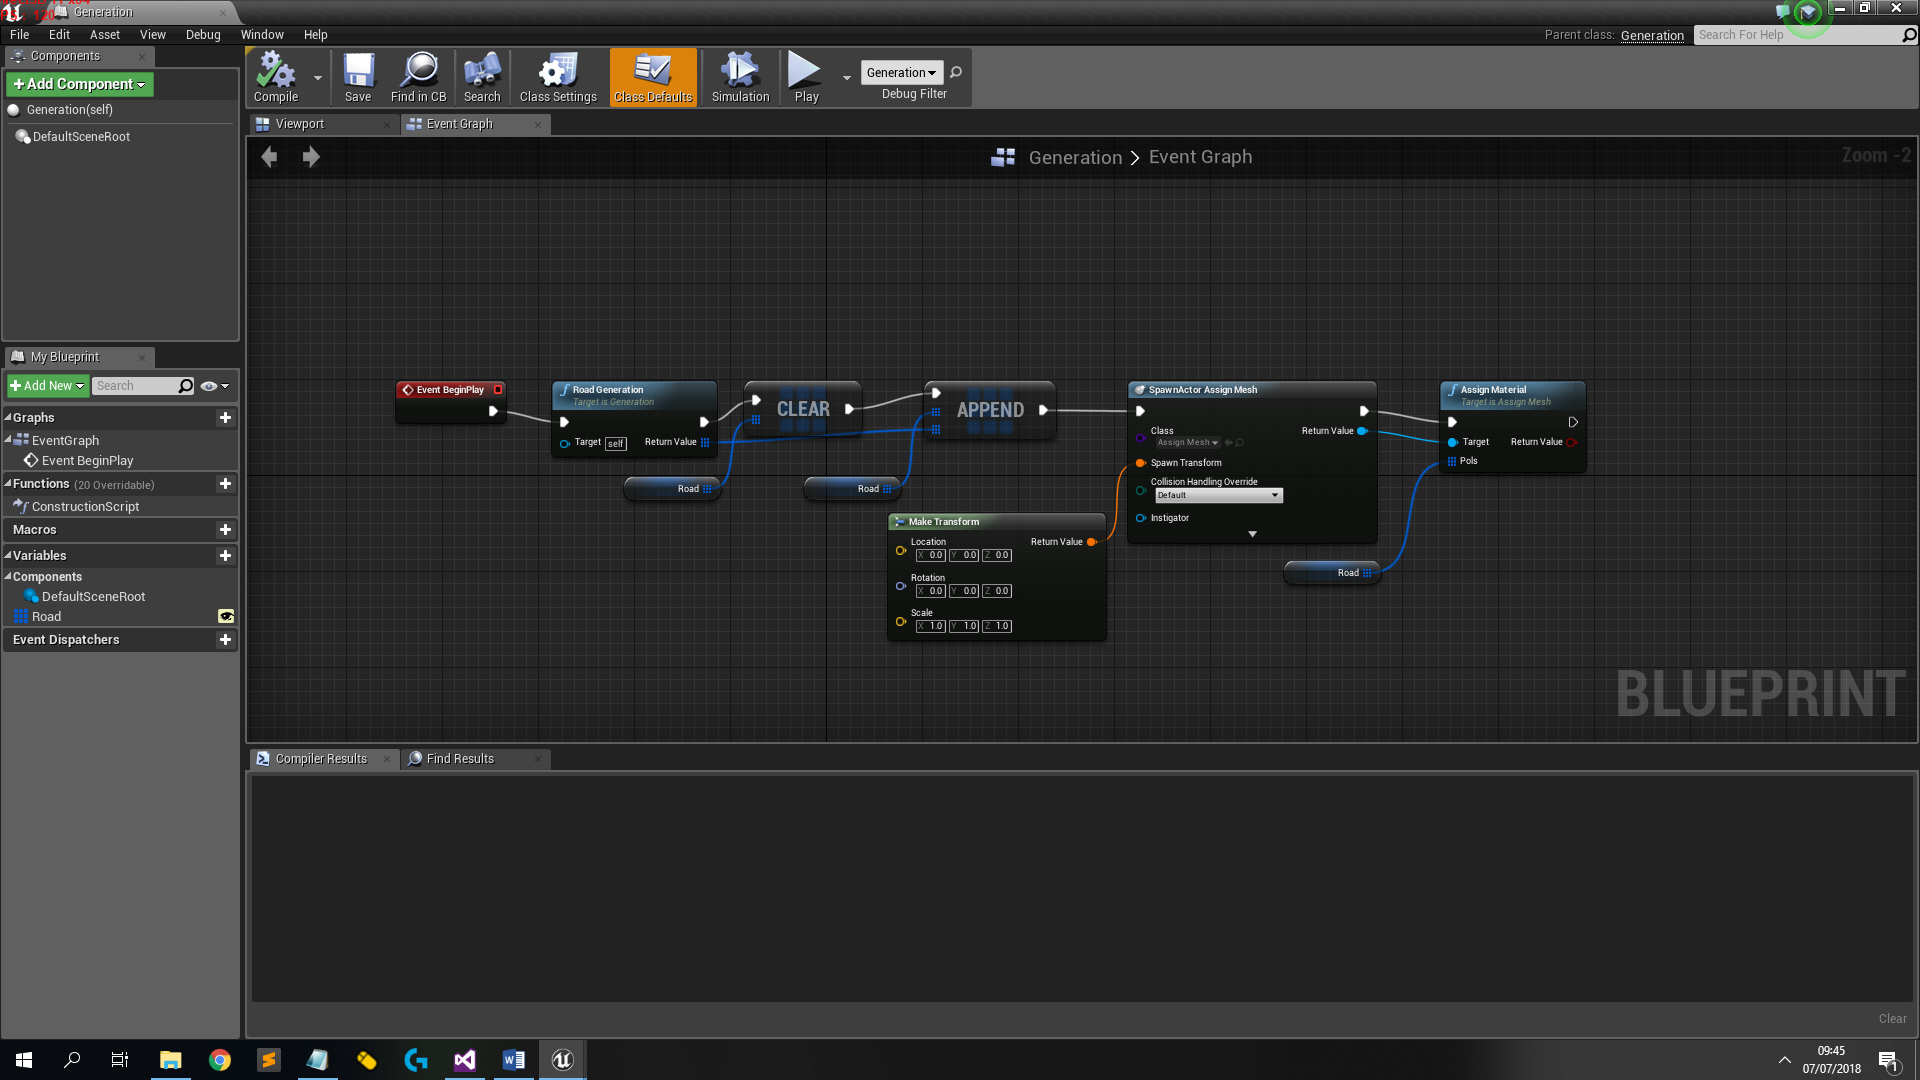 Generation
File Edit Asset View Debug Window Help
Parent class: Generation
Search For Help
Components
+ Add Component
Generation(self)
DefaultSceneRoot
Compile
Save
Find in CB
Search
Class Settings
Class Defaults
Simulation
Play
Generation
Debug Filter
Viewport
Event Graph
Generation > Event Graph
Zoom -2
My Blueprint
+ Add New
Search
Graphs
EventGraph
Event BeginPlay
Functions (20 Overridable)
ConstructionScript
Macros
Variables
Components
DefaultSceneRoot
Road
Event Dispatchers
Event BeginPlay
Road Generation
Target is Generation
Target self
Return Value
CLEAR
Road
APPEND
Road
Make Transform
Location
X 0.0 Y 0.0 Z 0.0
Return Value
Rotation
X 0.0 Y 0.0 Z 0.0
Scale
X 1.0 Y 1.0 Z 1.0
SpawnActor Assign Mesh
Class
Assign Mesh
Return Value
Spawn Transform
Collision Handling Override
Default
Instigator
Road
Assign Material
Target is Assign Mesh
Target
Return Value
Pols
BLUEPRINT
Compiler Results
Find Results
Clear
09:45
07/07/2018
1